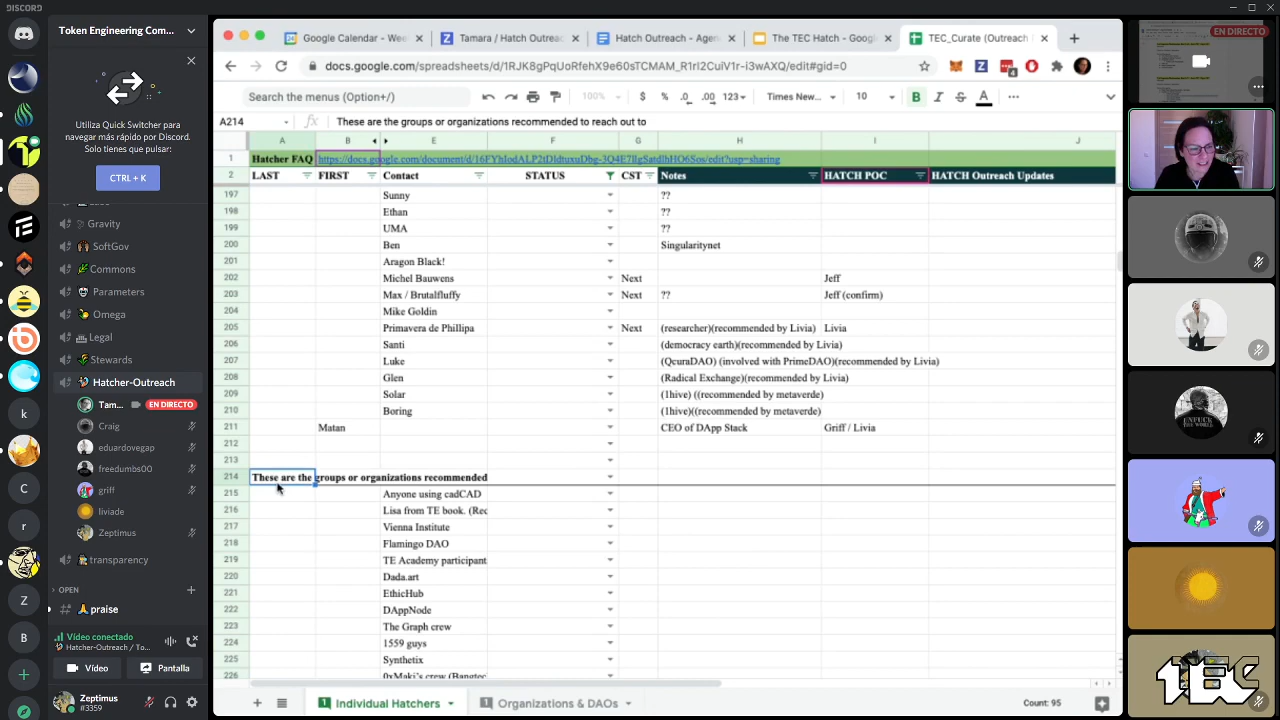 DISCORD
Token Engineering Com...
Utiliza Quick Switcher para
navegar más rápido por Discord.
Solo tienes que pulsar:
CTRL + K
Gravity
SoftGov
Commons
Parameters
Omega
Legal
Stewards
Hatcher-Outreach
Tam... EN DIRECTO
Craig
eduardovegap
freedumbs00
griff
liviade
Zeptimus
transparency
OPEN
praise
Vídeo conectado
Hatcher-Outreach / To...
Vídeo Pantalla
Zeptimus
#3359
Google Calendar - Wee
Tamara / Hatch Outreach
Hatch Outreach - Agen
The TEC Hatch - Google
TEC_Curate (Outreach
Search the menus (Option+/)
100% $ % .0 .00 123 Times New... 10 B I S A
A214 fx These are the groups or organizations recommended to reach out to
A B E F G H I J
1 Hatcher FAQ
2 LAST FIRST Contact STATUS CST Notes HATCH POC HATCH Outreach Updates
197 Sunny ??
198 Ethan ??
199 UMA ??
200 Ben Singularitynet
201 Aragon Black!
202 Michel Bauwens Next Jeff
203 Max / Brutalfluffy Next ?? Jeff (confirm)
204 Mike Goldin
205 Primavera de Phillipa Next (researcher)(recommended by Livia) Livia
206 Santi (democracy earth)(recommended by Livia)
207 Luke (QcuraDAO) (involved with PrimeDAO)(recommended by Livia)
208 Glen (Radical Exchange)(recommended by Livia)
209 Solar (1hive) ((recommended by metaverde)
210 Boring (1hive)((recommended by metaverde)
211 Matan CEO of DApp Stack Griff / Livia
212
213
214 These are the groups or organizations recommended
215 Anyone using cadCAD
216 Lisa from TE book. (Rec
217 Vienna Institute
218 Flamingo DAO
219 TE Academy participant
220 Dada.art
221 EthicHub
222 DAppNode
223 The Graph crew
224 1559 guys
225 Synthetix
226 0xMaki's crew (Bangtec
Individual Hatchers
Organizations & DAOs
Count: 95
EN DIRECTO
ENFUCK
THE WORLD
TEC